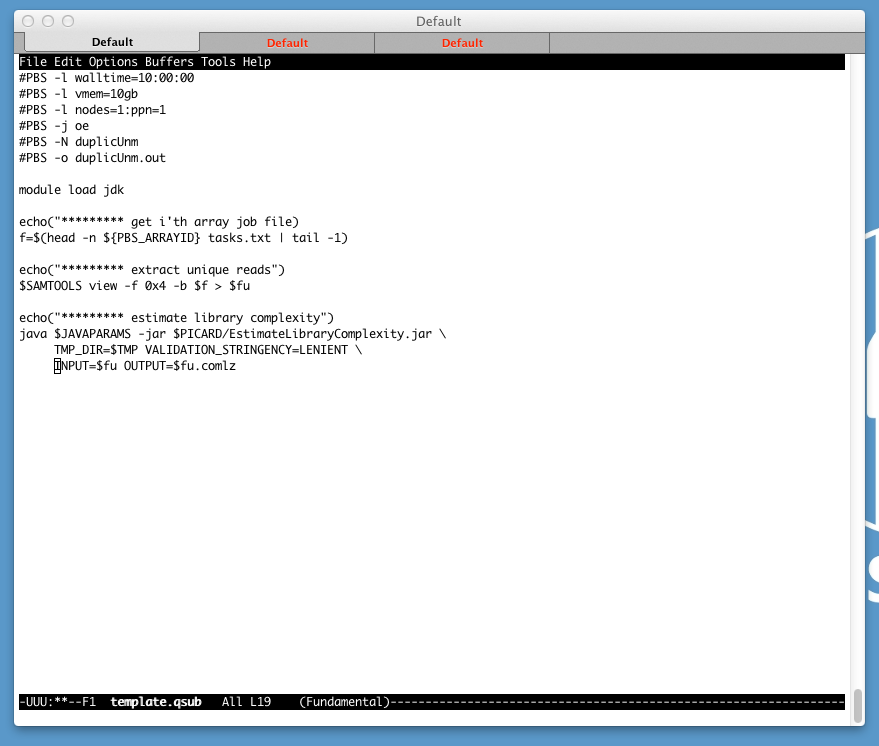 Default
Default Default Default
File Edit Options Buffers Tools Help
#PBS -l walltime=10:00:00
#PBS -l vmem=10gb
#PBS -l nodes=1:ppn=1
#PBS -j oe
#PBS -N duplicUnm
#PBS -o duplicUnm.out
module load jdk
echo("********* get i'th array job file)
f=$(head -n ${PBS_ARRAYID} tasks.txt | tail -1)
echo("********* extract unique reads")
$SAMTOOLS view -f 0x4 -b $f > $fu
echo("********* estimate library complexity")
java $JAVAPARAMS -jar $PICARD/EstimateLibraryComplexity.jar \
TMP_DIR=$TMP VALIDATION_STRINGENCY=LENIENT \
INPUT=$fu OUTPUT=$fu.comlz
-UUU:**--F1 template.qsub All L19 (Fundamental)-----------------------------------------------------------------